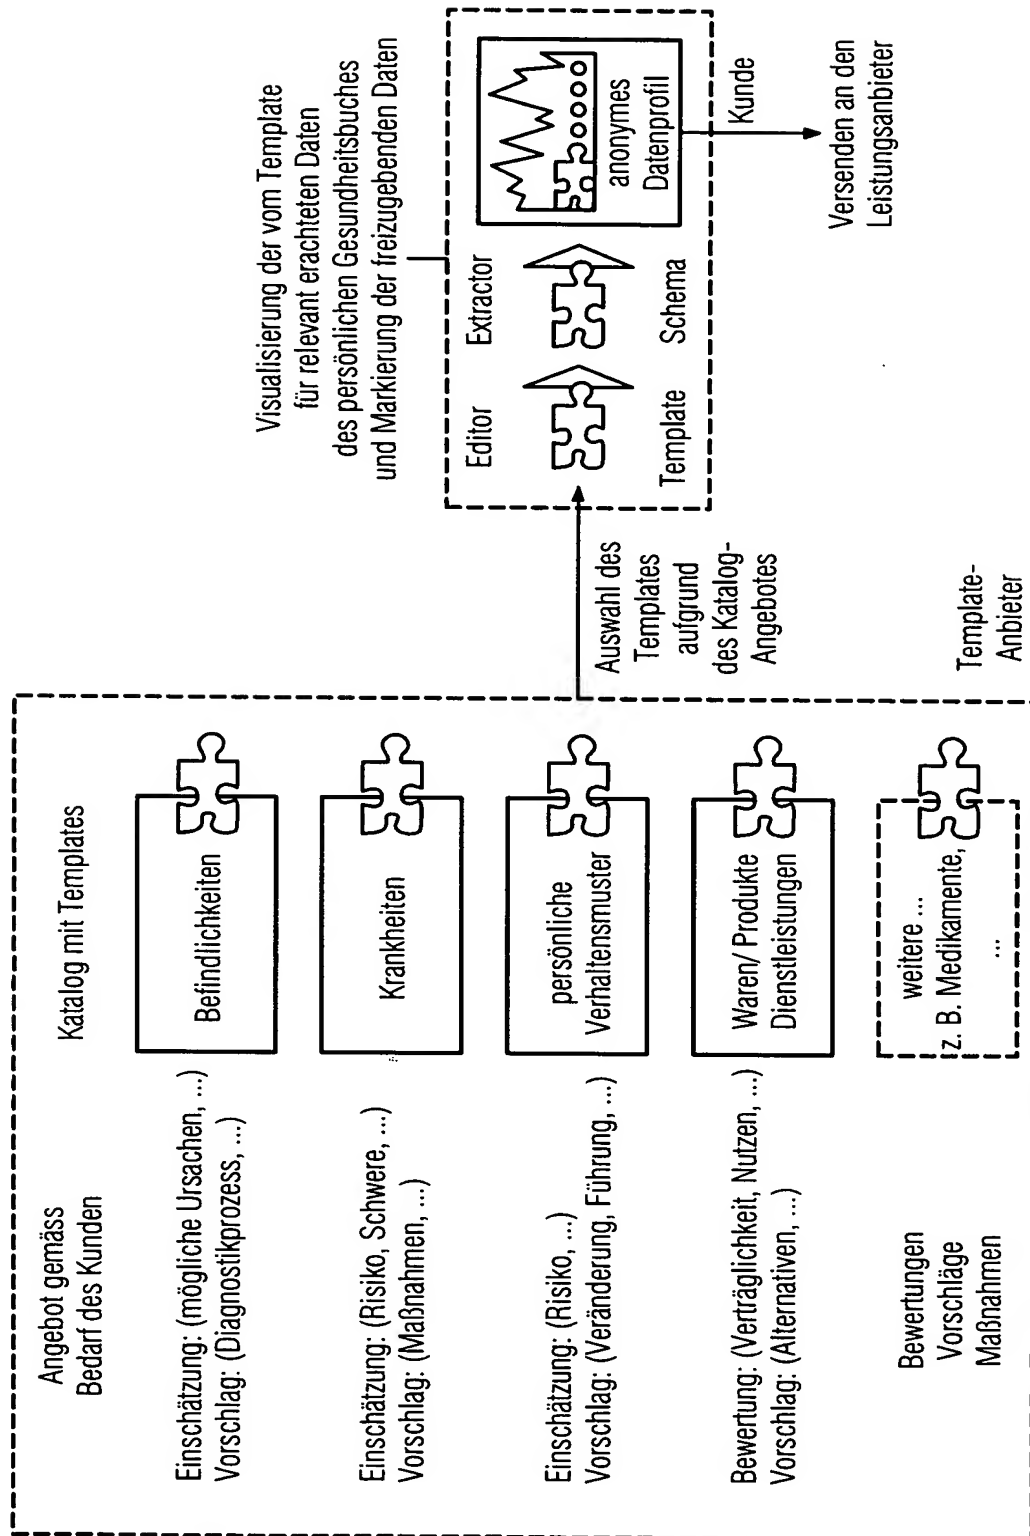 Angebot gemäss
Bedarf des Kunden
Katalog mit Templates
Einschätzung: (mögliche Ursachen, ...)
Vorschlag: (Diagnostikprozess, ...)
Befindlichkeiten
Einschätzung: (Risiko, Schwere, ...)
Vorschlag: (Maßnahmen, ...)
Krankheiten
Einschätzung: (Risiko, ...)
Vorschlag: (Veränderung, Führung, ...)
persönliche
Verhaltensmuster
Bewertung: (Verträglichkeit, Nutzen, ...)
Vorschlag: (Alternativen, ...)
Waren/ Produkte
Dienstleistungen
Bewertungen
Vorschläge
Maßnahmen
weitere ...
z. B. Medikamente,
...
Auswahl des
Templates
aufgrund
des Katalog-
Angebotes
Template-
Anbieter
Visualisierung der vom Template
für relevant erachteten Daten
des persönlichen Gesundheitsbuches
und Markierung der freizugebenden Daten
Editor
Extractor
Template
Schema
anonymes
Datenprofil
Kunde
Versenden an den
Leistungsanbieter